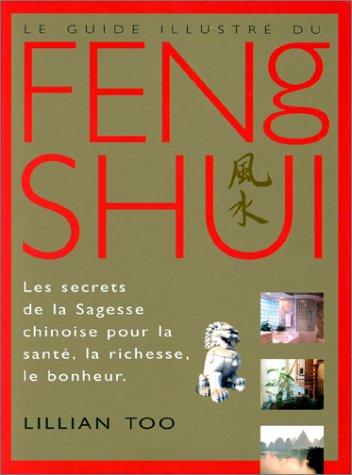 LE GUIDE ILLUSTRÉ DU
FENg
SHUI
風
水
Les secrets
de la Sagesse
chinoise pour la
santé, la richesse,
le bonheur.
LILLIAN TOO